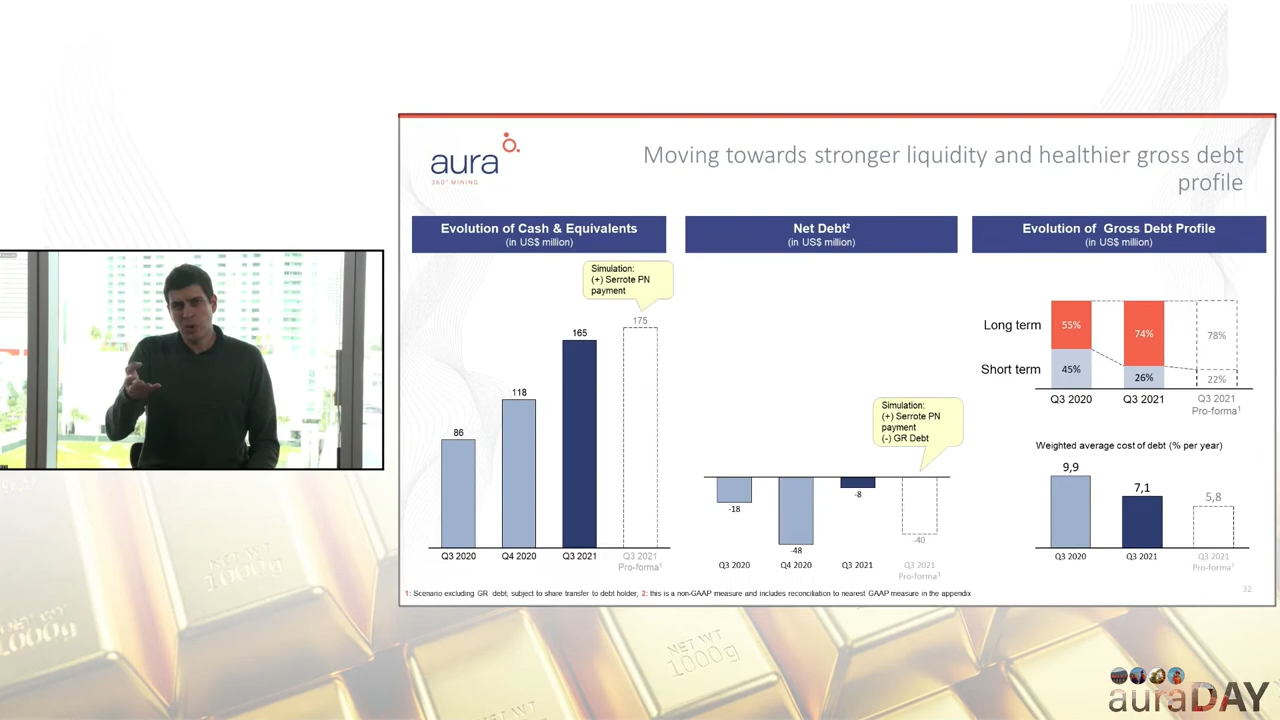 aura
360° MINING
Moving towards stronger liquidity and healthier gross debt
profile
Evolution of Cash & Equivalents
(in US$ million)
Simulation:
(+) Serrote PN
payment
175
165
118
86
Q3 2020
Q4 2020
Q3 2021
Q3 2021
Pro-forma¹
Net Debt²
(in US$ million)
Simulation:
(+) Serrote PN
payment
(-) GR Debt
-18
-48
-8
-40
Q3 2020
Q4 2020
Q3 2021
Q3 2021
Evolution of Gross Debt Profile
(in US$ million)
Long term
55%
74%
78%
Short term
45%
26%
22%
Q3 2020
Q3 2021
Q3 2021
Pro-forma¹
Weighted average cost of debt (% per year)
9,9
7,1
5,8
Q3 2020
Q3 2021
Q3 2021
Pro-forma¹
1: Scenario excluding GR debt, subject to share transfer to debt holder; 2: this is a non-GAAP measure and includes reconciliation to nearest GAAP measure in the appendix
32
NET WT
1000g
auraDAY